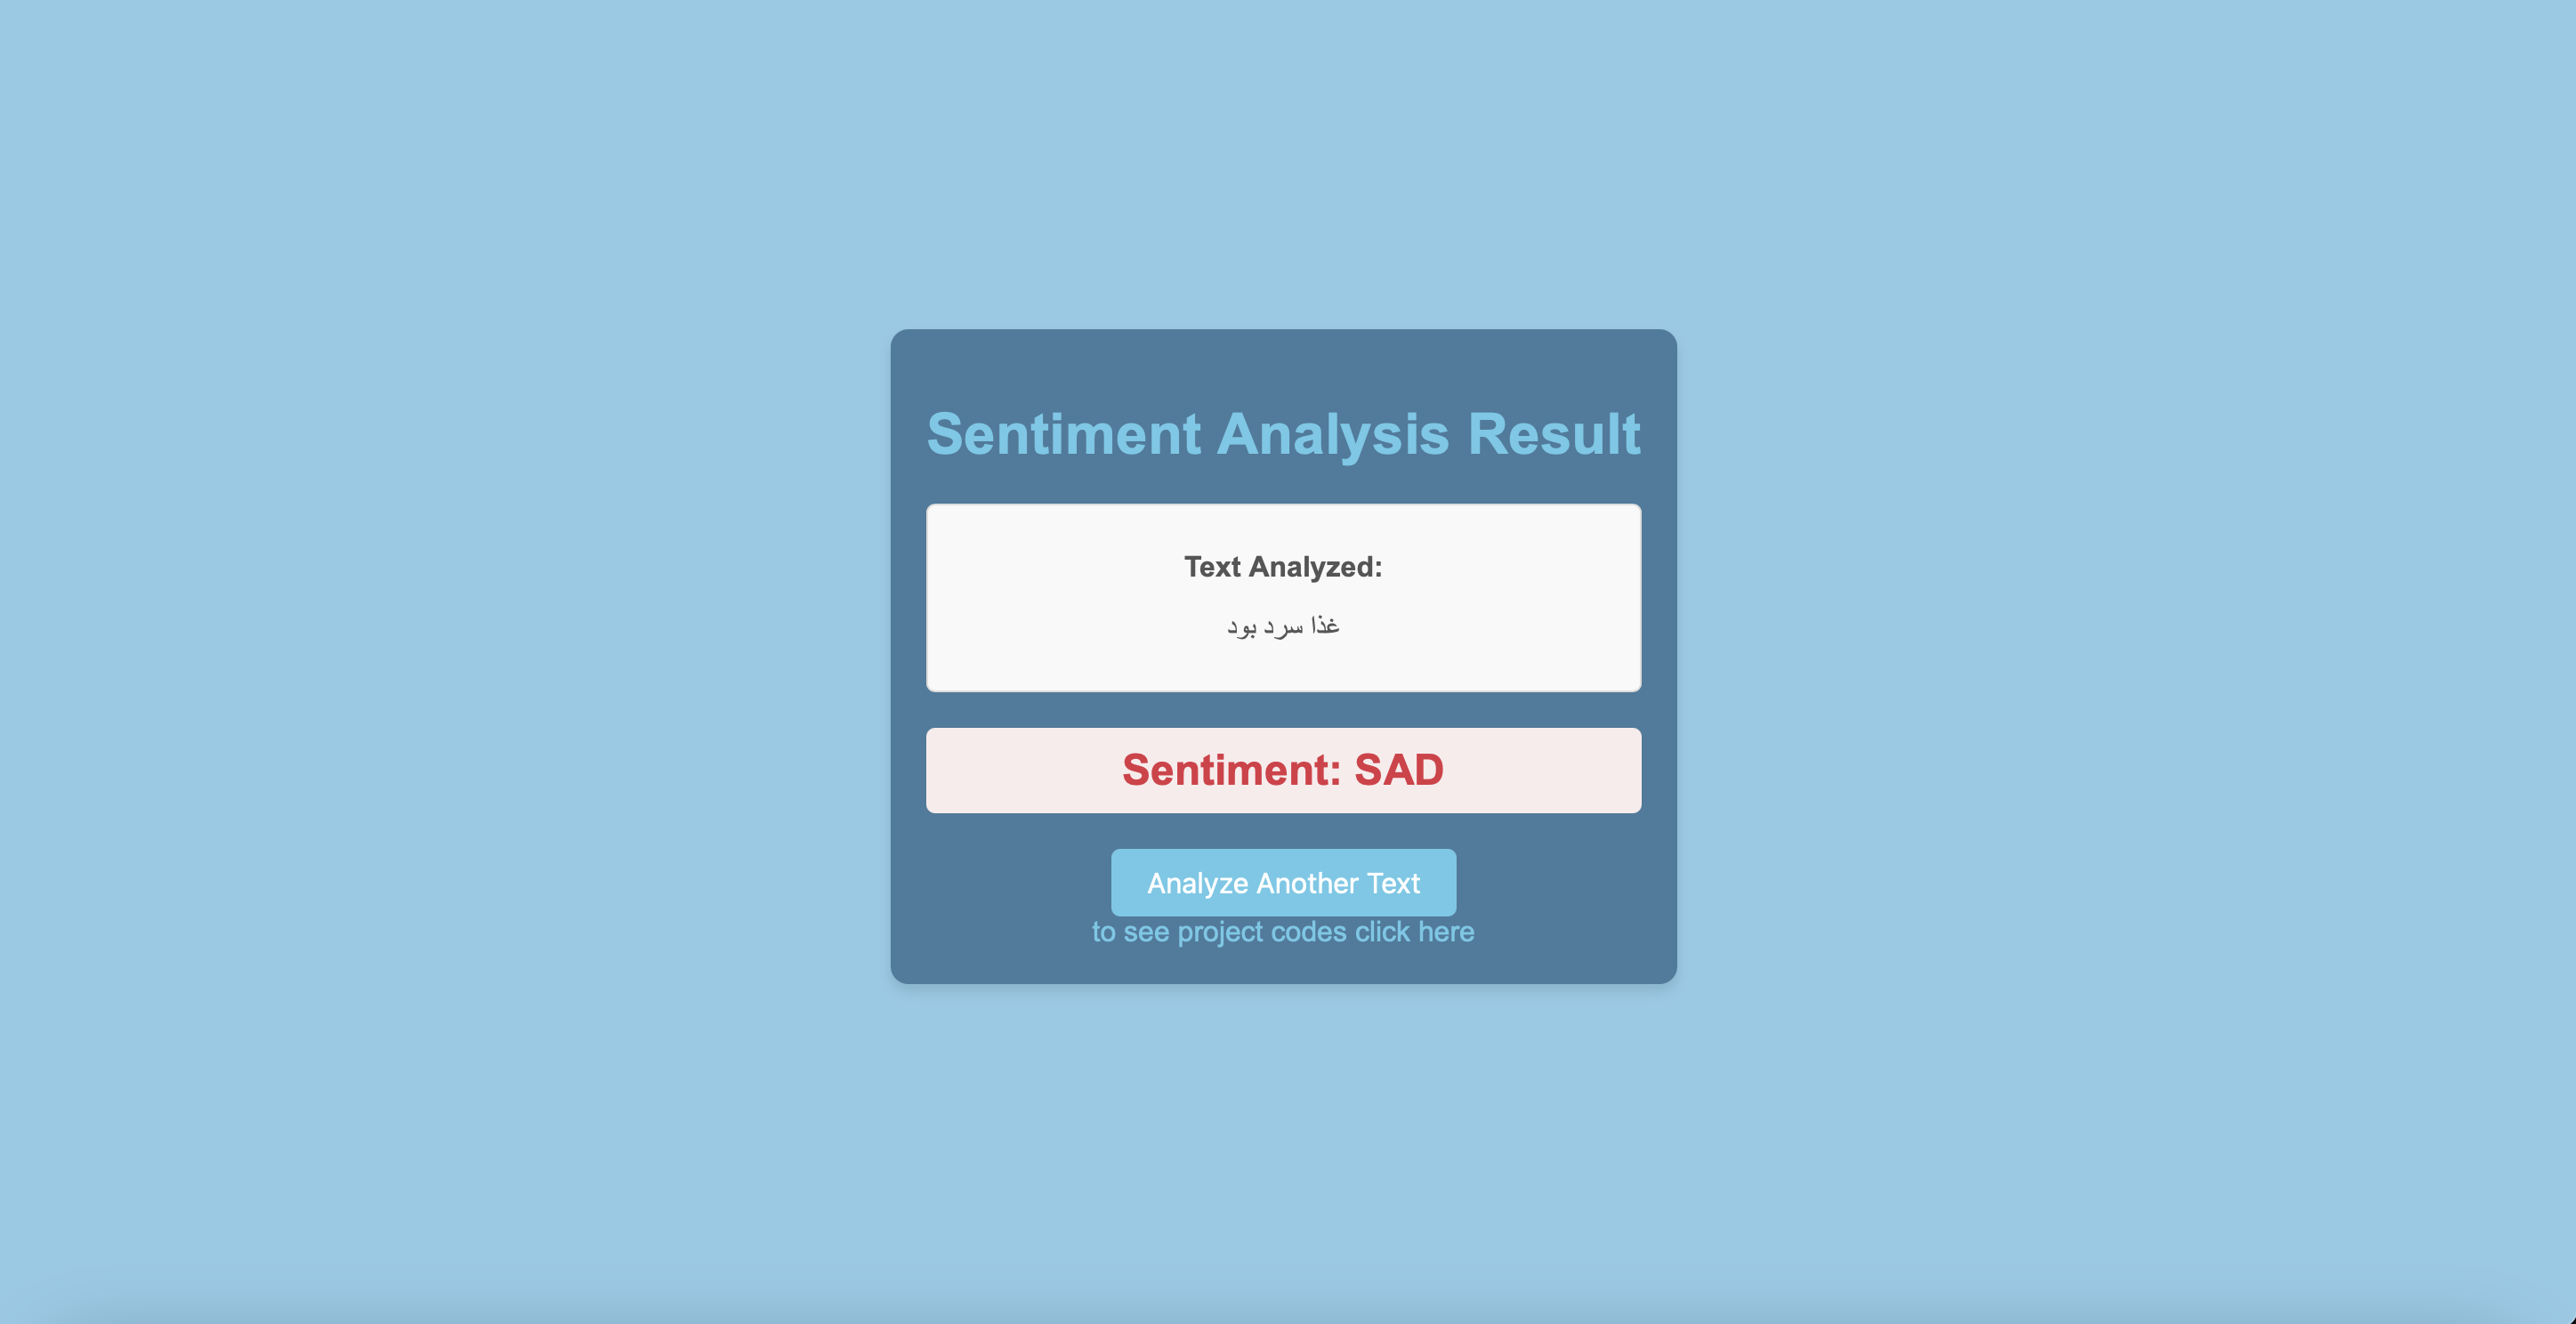 Sentiment Analysis Result
Text Analyzed:
غذا سرد بود
Sentiment: SAD
Analyze Another Text
to see project codes click here